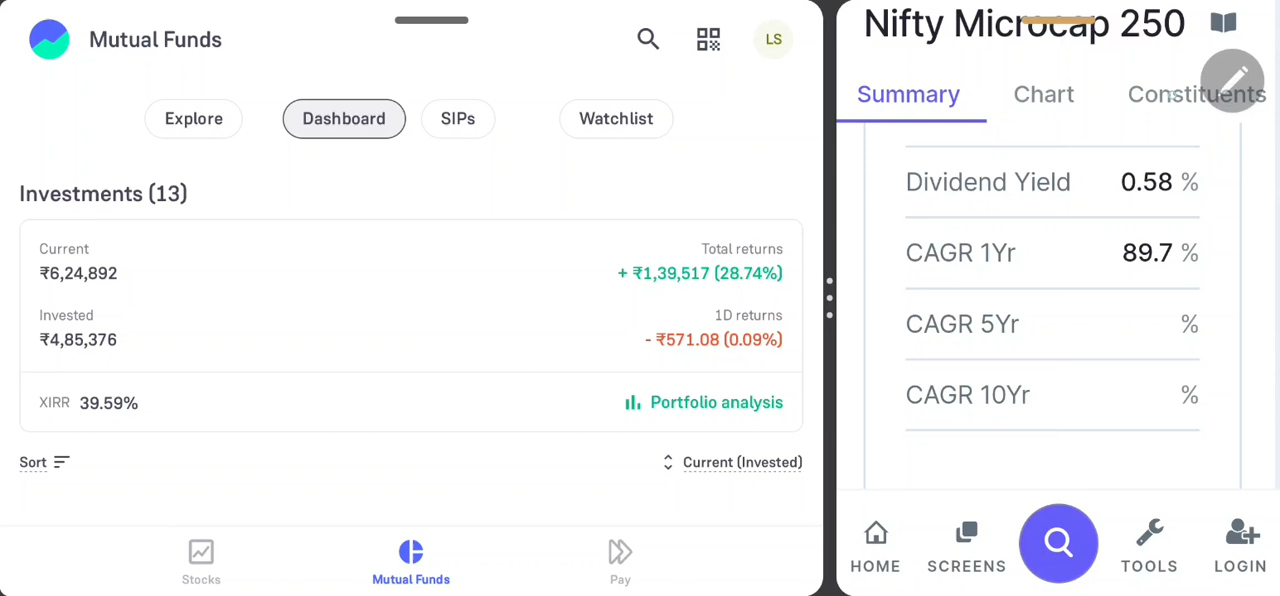 Mutual Funds
LS
Explore
Dashboard
SIPs
Watchlist
Investments (13)
Current
Total returns
₹6,24,892
+ ₹1,39,517 (28.74%)
Invested
1D returns
₹4,85,376
- ₹571.08 (0.09%)
XIRR 39.59%
Portfolio analysis
Sort
Current (Invested)
Stocks
Mutual Funds
Pay
Nifty Microcap 250
Summary
Chart
Constituents
Dividend Yield 0.58 %
CAGR 1Yr 89.7 %
CAGR 5Yr %
CAGR 10Yr %
HOME
SCREENS
TOOLS
LOGIN